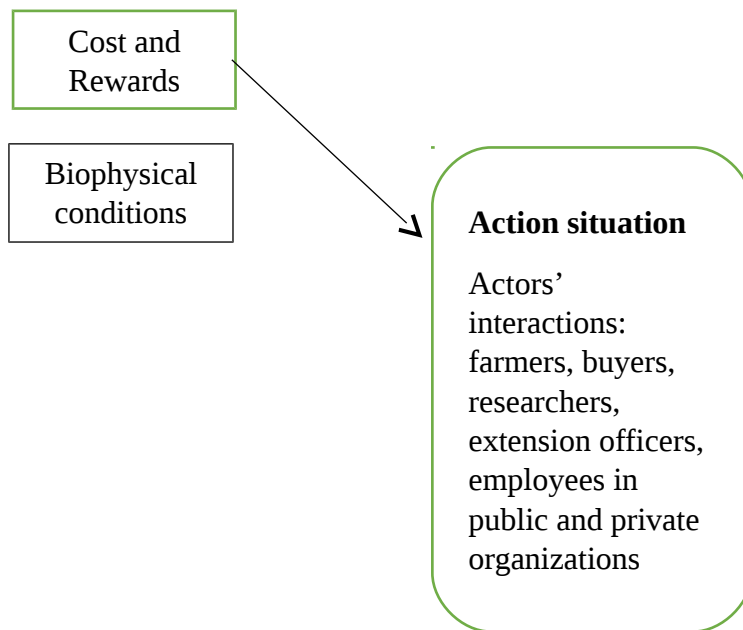 Cost and
Rewards
Biophysical
conditions
Action situation
Actors’
interactions:
farmers, buyers,
researchers,
extension officers,
employees in
public and private
organizations